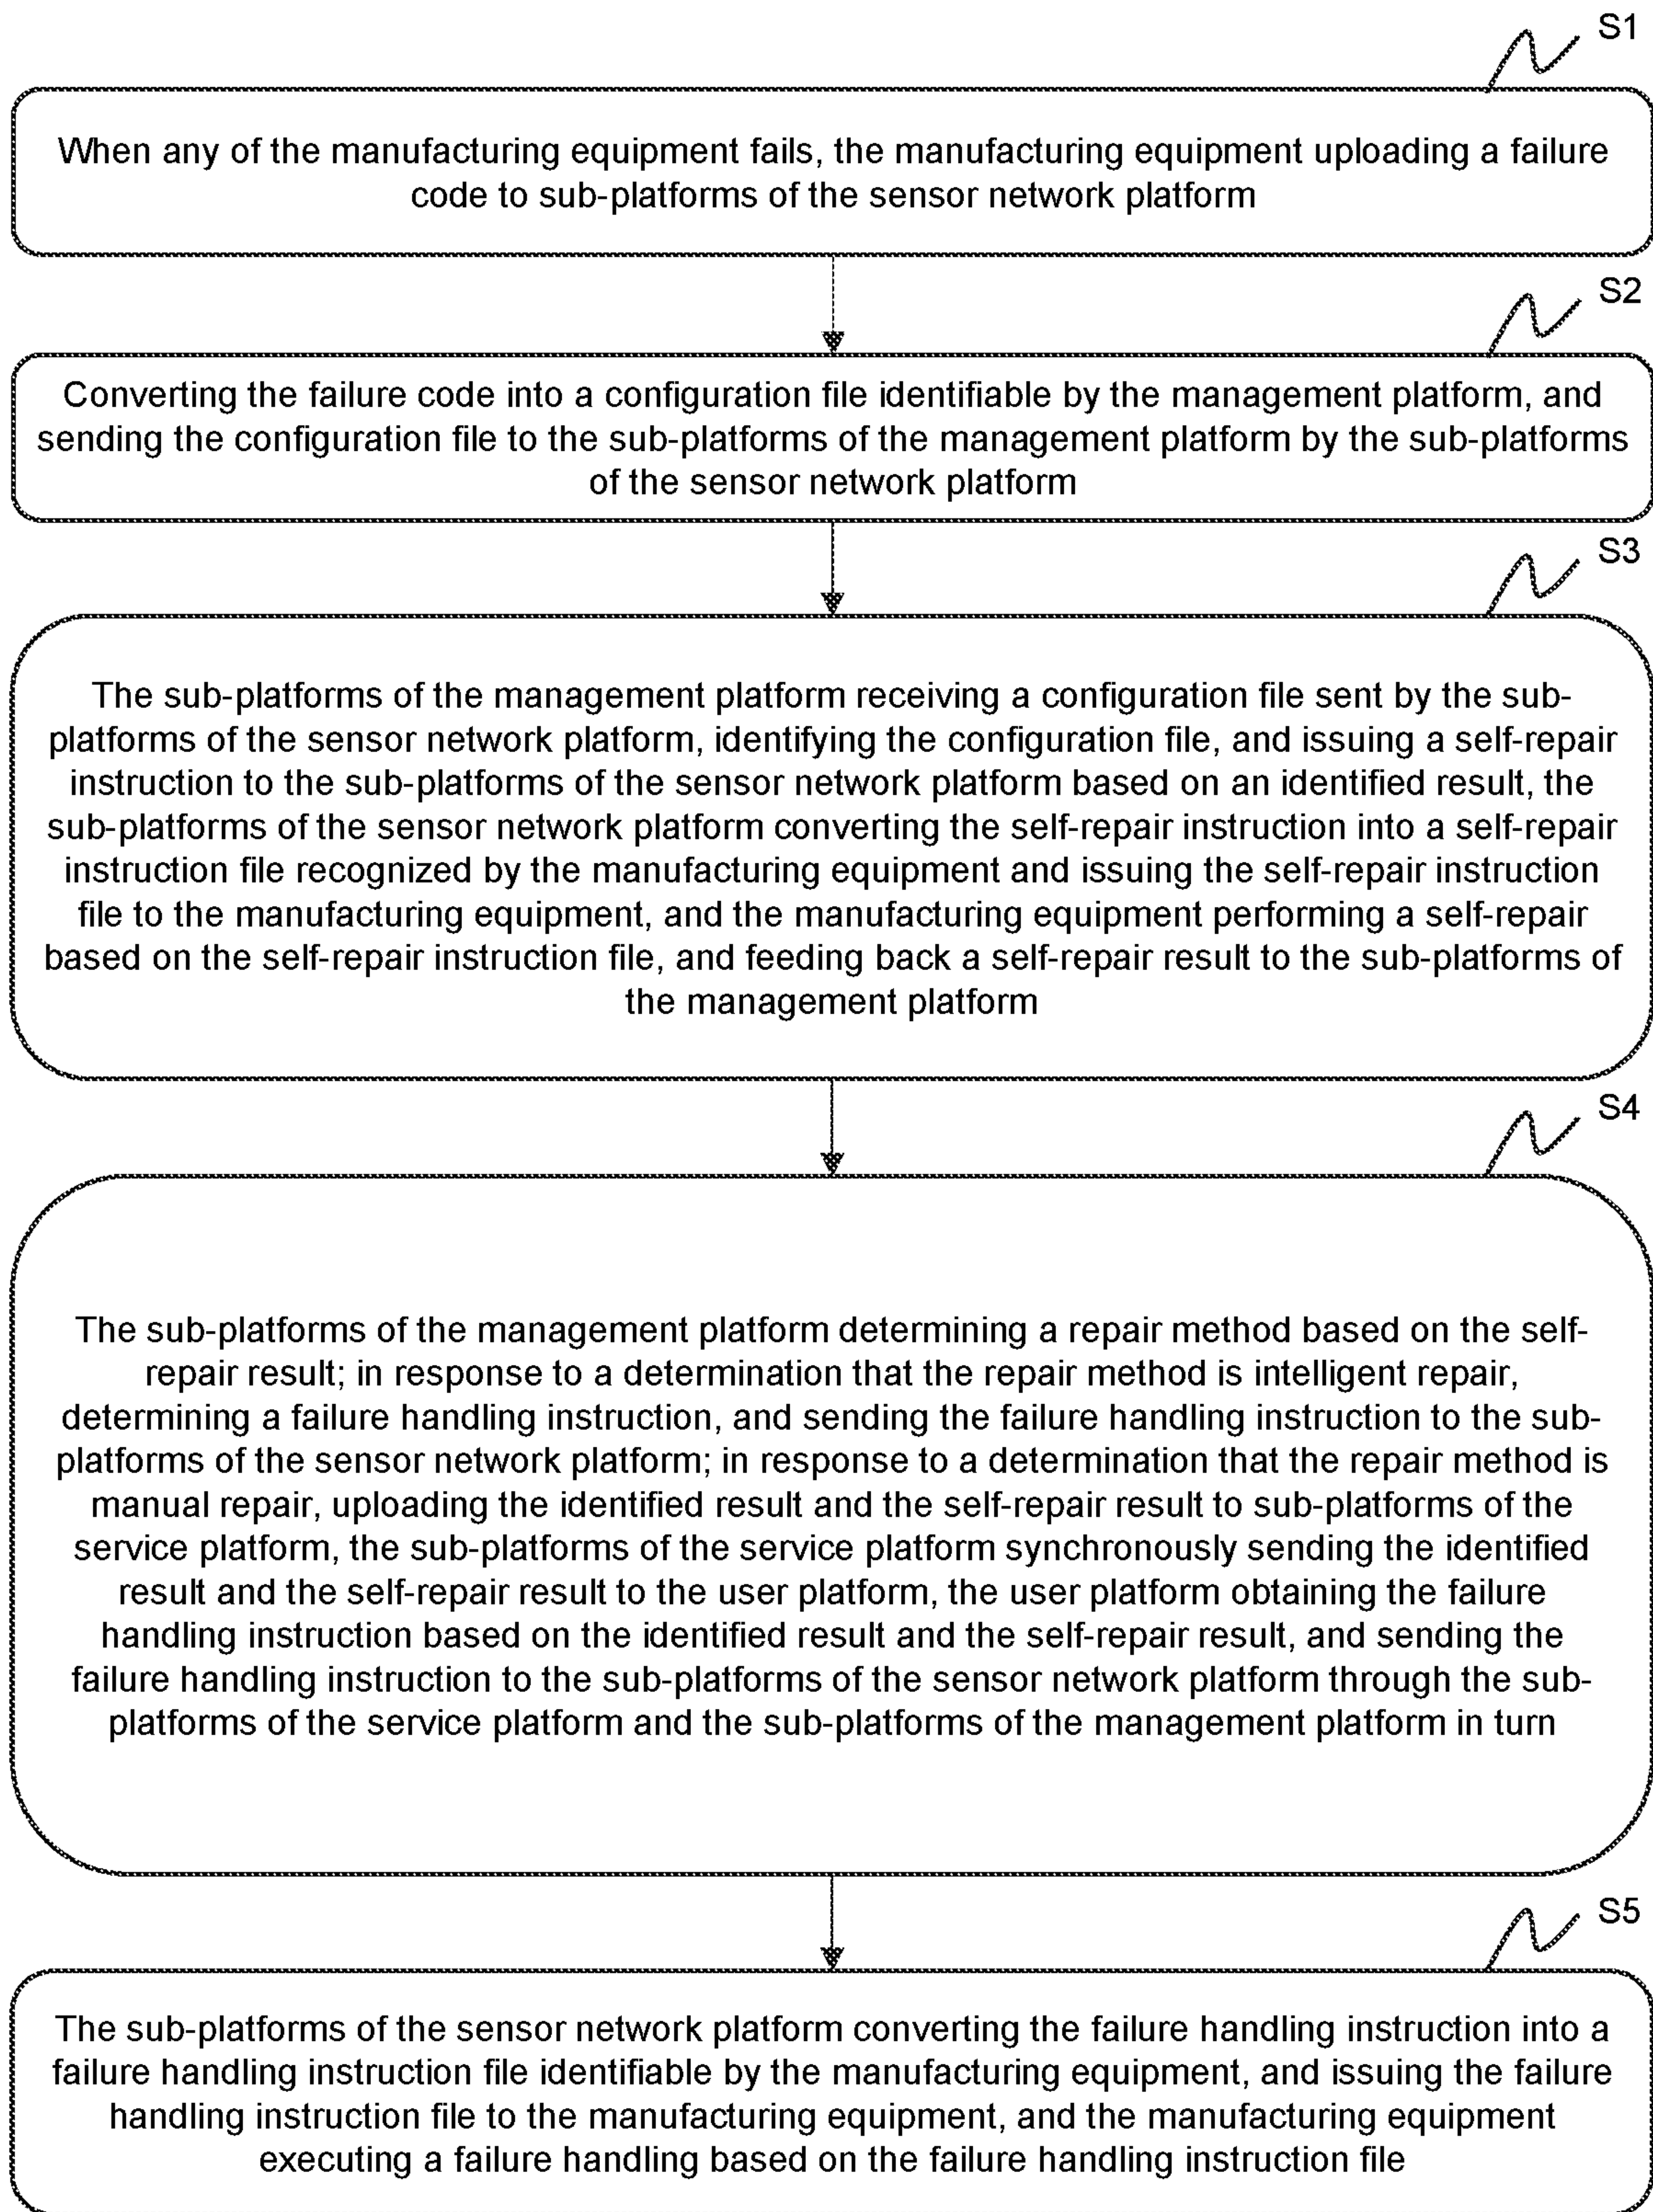 S1
When any of the manufacturing equipment fails, the manufacturing equipment uploading a failure
code to sub-platforms of the sensor network platform
S2
Converting the failure code into a configuration file identifiable by the management platform, and
sending the configuration file to the sub-platforms of the management platform by the sub-platforms
of the sensor network platform
S3
The sub-platforms of the management platform receiving a configuration file sent by the sub-
platforms of the sensor network platform, identifying the configuration file, and issuing a self-repair
instruction to the sub-platforms of the sensor network platform based on an identified result, the
sub-platforms of the sensor network platform converting the self-repair instruction into a self-repair
instruction file recognized by the manufacturing equipment and issuing the self-repair instruction
file to the manufacturing equipment, and the manufacturing equipment performing a self-repair
based on the self-repair instruction file, and feeding back a self-repair result to the sub-platforms of
the management platform
S4
The sub-platforms of the management platform determining a repair method based on the self-
repair result; in response to a determination that the repair method is intelligent repair,
determining a failure handling instruction, and sending the failure handling instruction to the sub-
platforms of the sensor network platform; in response to a determination that the repair method is
manual repair, uploading the identified result and the self-repair result to sub-platforms of the
service platform, the sub-platforms of the service platform synchronously sending the identified
result and the self-repair result to the user platform, the user platform obtaining the failure
handling instruction based on the identified result and the self-repair result, and sending the
failure handling instruction to the sub-platforms of the sensor network platform through the sub-
platforms of the service platform and the sub-platforms of the management platform in turn
S5
The sub-platforms of the sensor network platform converting the failure handling instruction into a
failure handling instruction file identifiable by the manufacturing equipment, and issuing the failure
handling instruction file to the manufacturing equipment, and the manufacturing equipment
executing a failure handling based on the failure handling instruction file